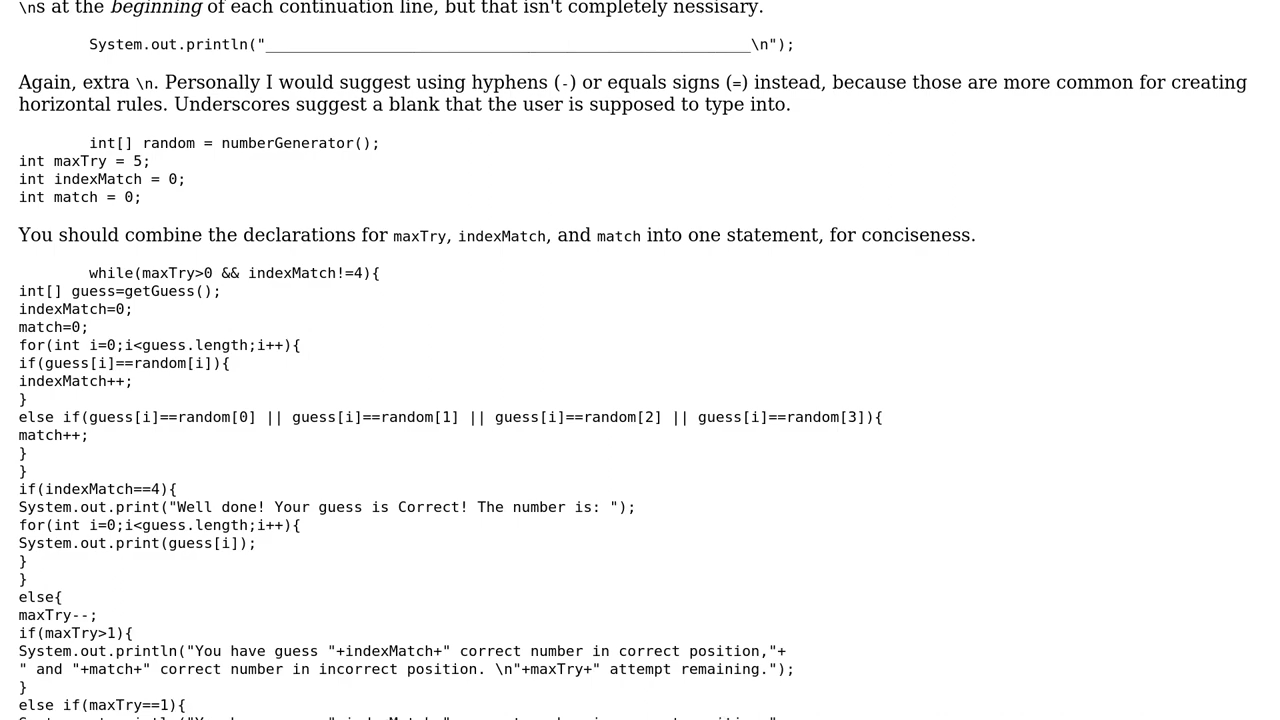 \ns at the beginning of each continuation line, but that isn't completely nessisary.
System.out.println("_______________________________________________________\n");
Again, extra \n. Personally I would suggest using hyphens (-) or equals signs (=) instead, because those are more common for creating
horizontal rules. Underscores suggest a blank that the user is supposed to type into.
int[] random = numberGenerator();
int maxTry = 5;
int indexMatch = 0;
int match = 0;
You should combine the declarations for maxTry, indexMatch, and match into one statement, for conciseness.
while(maxTry>0 && indexMatch!=4){
int[] guess=getGuess();
indexMatch=0;
match=0;
for(int i=0;i<guess.length;i++){
if(guess[i]==random[i]){
indexMatch++;
}
else if(guess[i]==random[0] || guess[i]==random[1] || guess[i]==random[2] || guess[i]==random[3]){
match++;
}
}
if(indexMatch==4){
System.out.print("Well done! Your guess is Correct! The number is: ");
for(int i=0;i<guess.length;i++){
System.out.print(guess[i]);
}
}
else{
maxTry--;
if(maxTry>1){
System.out.println("You have guess "+indexMatch+" correct number in correct position,"+
" and "+match+" correct number in incorrect position. \n"+maxTry+" attempt remaining.");
}
else if(maxTry==1){